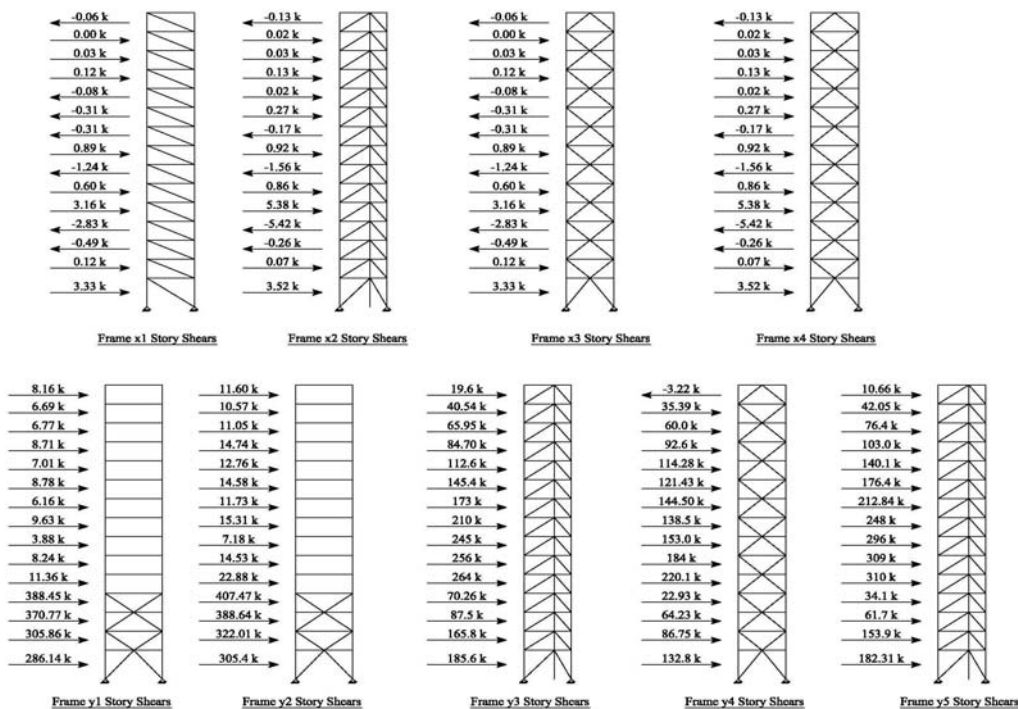 -0.06 k
0.00 k
0.03 k
0.12 k
-0.08 k
-0.31 k
-0.31 k
0.89 k
-1.24 k
0.60 k
3.16 k
-2.83 k
-0.49 k
0.12 k
3.33 k
Frame x1 Story Shears
-0.13 k
0.02 k
0.03 k
0.13 k
0.02 k
0.27 k
-0.17 k
0.92 k
-1.56 k
0.86 k
5.38 k
-5.42 k
-0.26 k
0.07 k
3.52 k
Frame x2 Story Shears
-0.06 k
0.00 k
0.03 k
0.12 k
-0.08 k
-0.31 k
-0.31 k
0.89 k
-1.24 k
0.60 k
3.16 k
-2.83 k
-0.49 k
0.12 k
3.33 k
Frame x3 Story Shears
-0.13 k
0.02 k
0.03 k
0.13 k
0.02 k
0.27 k
-0.17 k
0.92 k
-1.56 k
0.86 k
5.38 k
-5.42 k
-0.26 k
0.07 k
3.52 k
Frame x4 Story Shears
8.16 k
6.69 k
6.77 k
8.71 k
7.01 k
8.78 k
6.16 k
9.63 k
3.88 k
8.24 k
11.36 k
388.45 k
370.77 k
305.86 k
286.14 k
Frame y1 Story Shears
11.60 k
10.57 k
11.05 k
14.74 k
12.76 k
14.58 k
11.73 k
15.31 k
7.18 k
14.53 k
22.88 k
407.47 k
388.64 k
322.01 k
305.4 k
Frame y2 Story Shears
19.6 k
40.54 k
65.95 k
84.70 k
112.6 k
145.4 k
173 k
210 k
245 k
256 k
264 k
70.26 k
87.5 k
165.8 k
185.6 k
Frame y3 Story Shears
-3.22 k
35.39 k
60.0 k
92.6 k
114.28 k
121.43 k
144.50 k
138.5 k
153.0 k
184 k
220.1 k
22.93 k
64.23 k
86.75 k
132.8 k
Frame y4 Story Shears
10.66 k
42.05 k
76.4 k
103.0 k
140.1 k
176.4 k
212.84 k
248 k
296 k
309 k
310 k
34.1 k
61.7 k
153.9 k
182.31 k
Frame y5 Story Shears